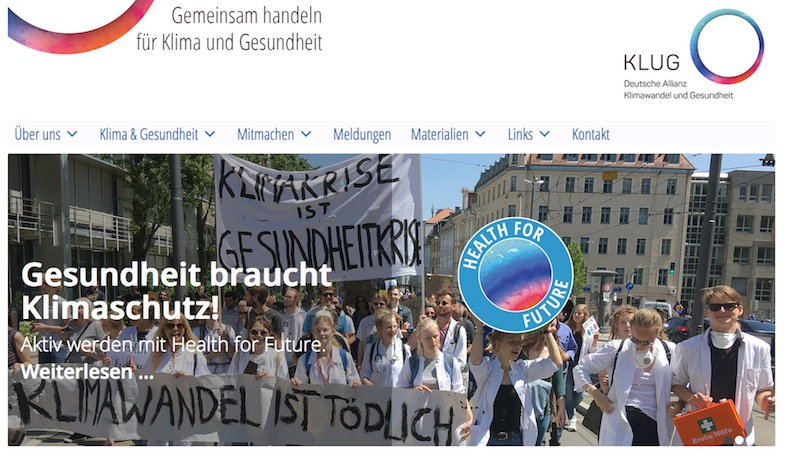 Gemeinsam handeln
für Klima und Gesundheit
KLUG
Deutsche Allianz
Klimawandel und Gesundheit
Über uns
Klima & Gesundheit
Mitmachen
Meldungen
Materialien
Links
Kontakt
KLIMAKRISE
IST
GESUNDHEITKRISE
HEALTH FOR
FUTURE
Gesundheit braucht
Klimaschutz!
Aktiv werden mit Health for Future.
Weiterlesen ...
KLIMAWANDEL IST TÖDLICH
Erste Hilfe